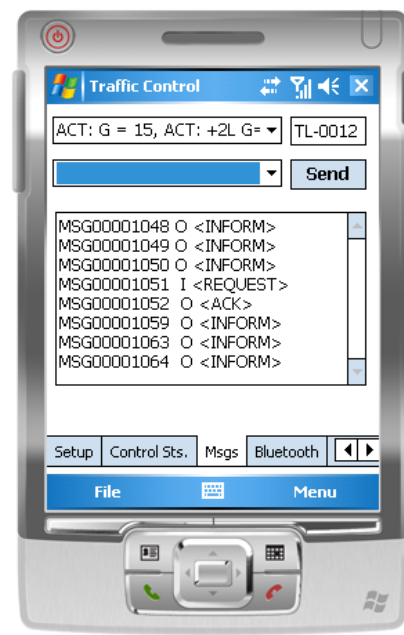 Traffic Control
ACT: G = 15, ACT: +2L G=
TL-0012
Send
MSG00001048 O <INFORM>
MSG00001049 O <INFORM>
MSG00001050 O <INFORM>
MSG00001051 I <REQUEST>
MSG00001052 O <ACK>
MSG00001059 O <INFORM>
MSG00001063 O <INFORM>
MSG00001064 O <INFORM>
Setup Control Sts. Msgs Bluetooth
File Menu